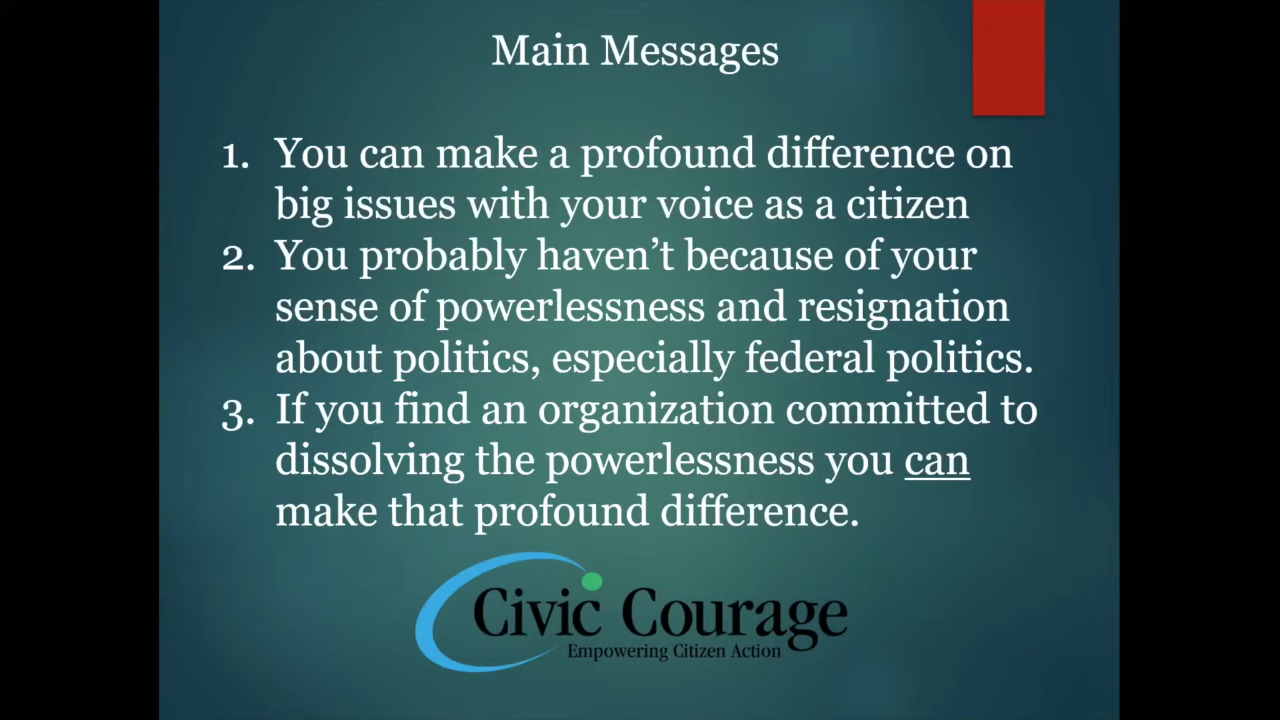 Main Messages
1. You can make a profound difference on
big issues with your voice as a citizen
2. You probably haven’t because of your
sense of powerlessness and resignation
about politics, especially federal politics.
3. If you find an organization committed to
dissolving the powerlessness you can
make that profound difference.
Civic Courage
Empowering Citizen Action